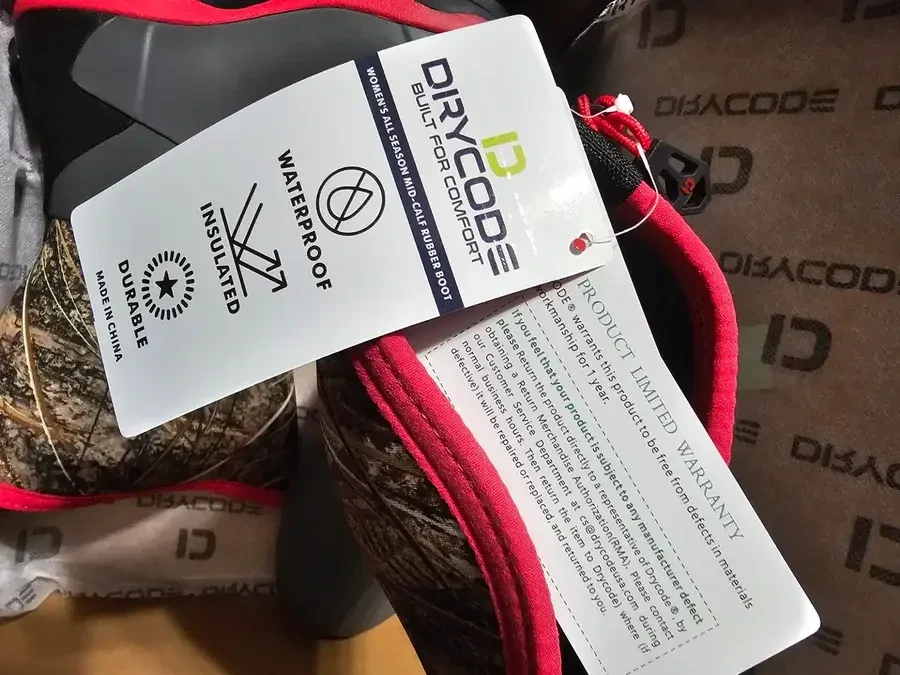 DRYCODE
BUILT FOR COMFORT
WOMEN'S ALL SEASON MID-CALF RUBBER BOOT
WATERPROOF
INSULATED
DURABLE
MADE IN CHINA
PRODUCT LIMITED WARRANTY
CODE® warrants this product to be free from defects in materials
workmanship for 1 year.
If you feel that your product is subject to any manufacturer defect
please Return the product directly to a representative of Drycode®, by
obtaining a Return Merchandise Authorization(RMA). Please contact
our Customer Service Department at cs@drycodeusa.com during
normal business hours. Then return the item to Drycode) where (if
defective) it will be repaired or replaced, and returned to you.
DRYCODE
DRYCODE
DRYCODE
DRYCODE